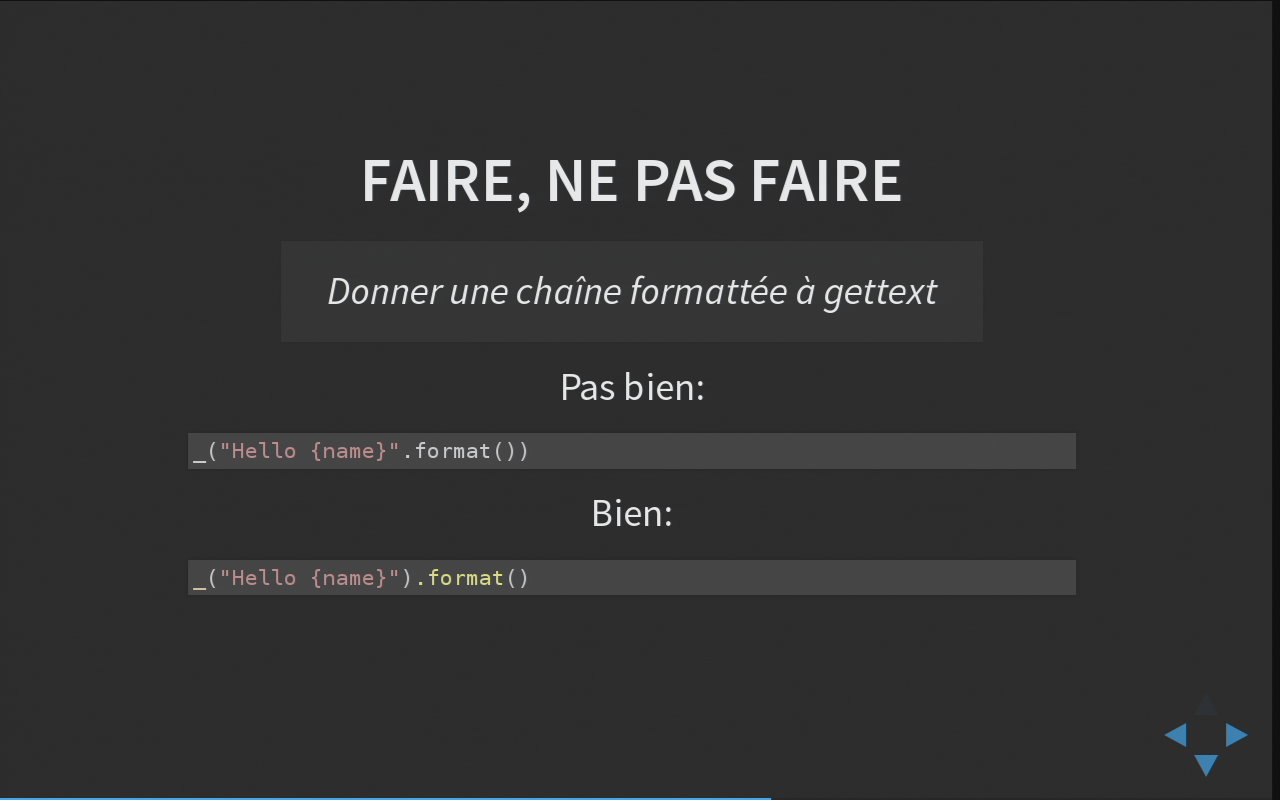 FAIRE, NE PAS FAIRE
Donner une chaîne formattée à gettext
Pas bien:
_("Hello {name}".format())
Bien:
_("Hello {name}").format()